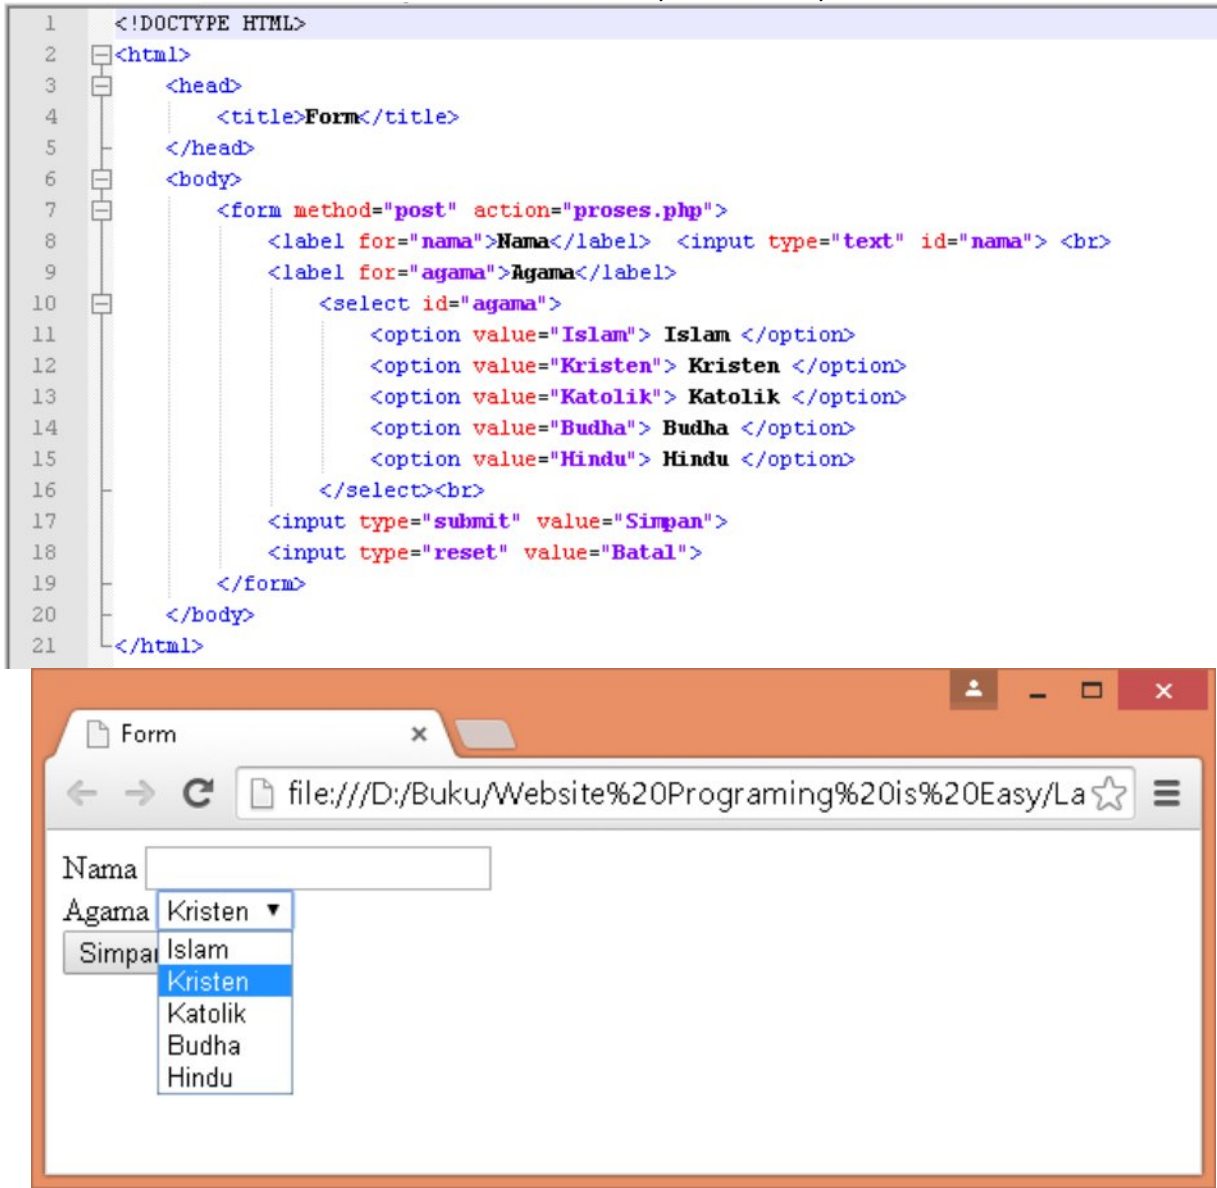 1 <!DOCTYPE HTML>
2 <html>
3 <head>
4 <title>Form</title>
5 </head>
6 <body>
7 <form method="post" action="proses.php">
8 <label for="nama">Nama</label> <input type="text" id="nama"> <br>
9 <label for="agama">Agama</label>
10 <select id="agama">
11 <option value="Islam"> Islam </option>
12 <option value="Kristen"> Kristen </option>
13 <option value="Katolik"> Katolik </option>
14 <option value="Budha"> Budha </option>
15 <option value="Hindu"> Hindu </option>
16 </select><br>
17 <input type="submit" value="Simpan">
18 <input type="reset" value="Batal">
19 </form>
20 </body>
21 </html>
Form
file:///D:/Buku/Website%20Programing%20is%20Easy/La
Nama
Agama Kristen
Simpan
Islam
Kristen
Katolik
Budha
Hindu